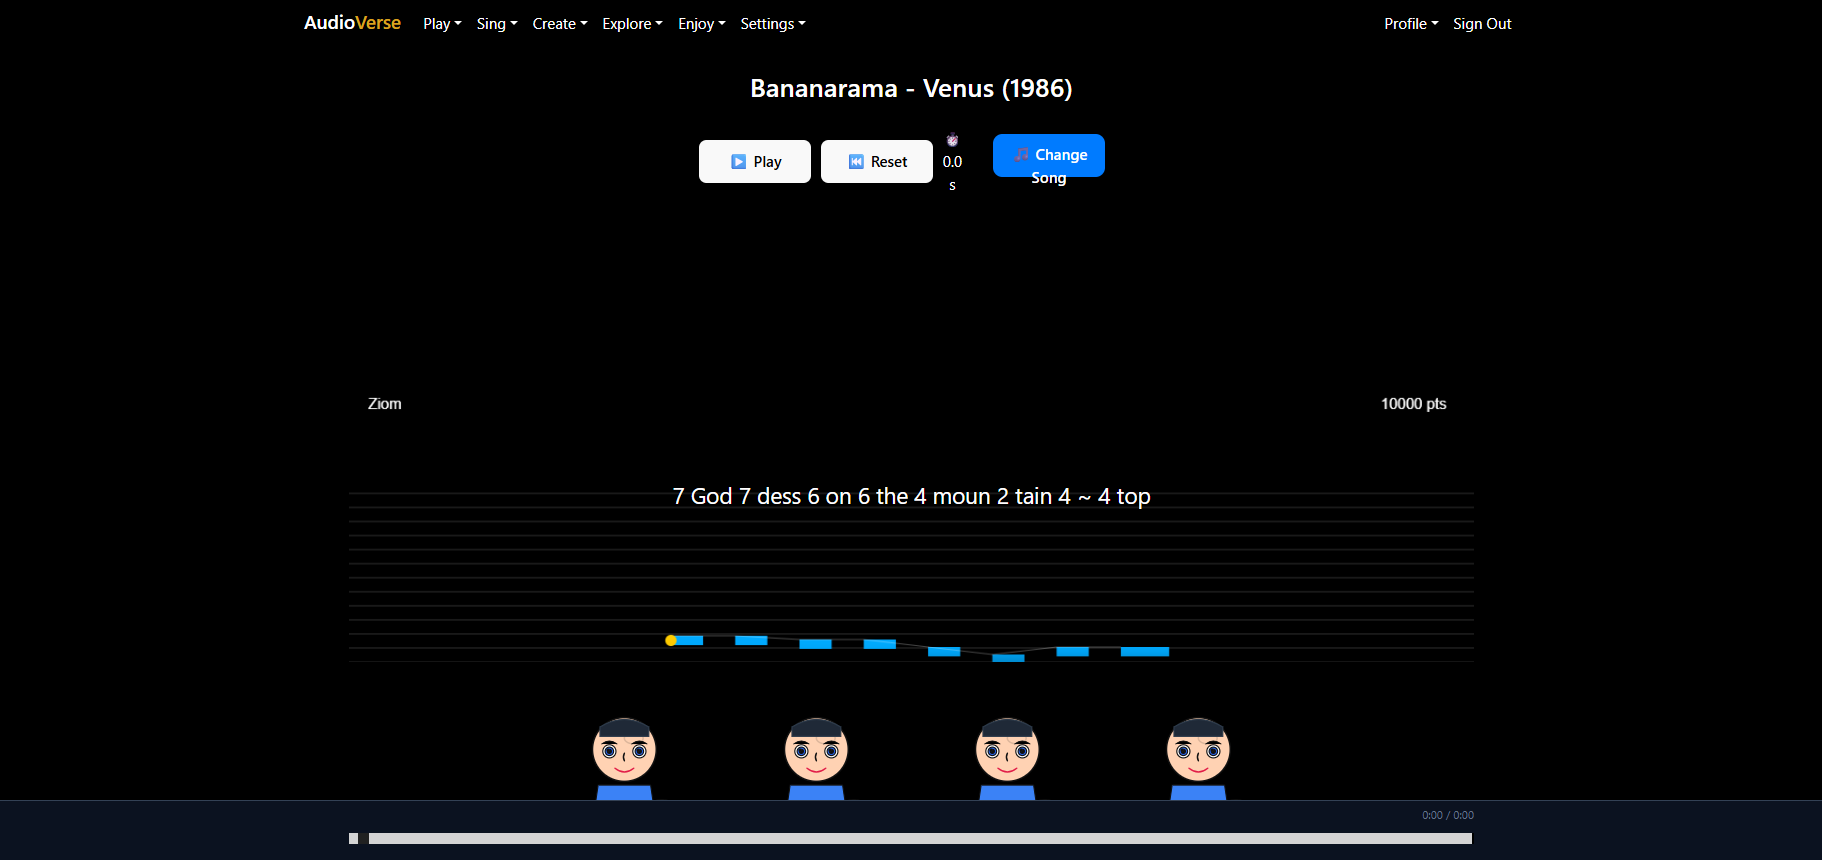 AudioVerse Play Sing Create Explore Enjoy Settings Profile Sign Out
Bananarama - Venus (1986)
Play Reset 0.0 s Change Song
Ziom 10000 pts
7 God 7 dess 6 on 6 the 4 moun 2 tain 4 ~ 4 top
0:00 / 0:00